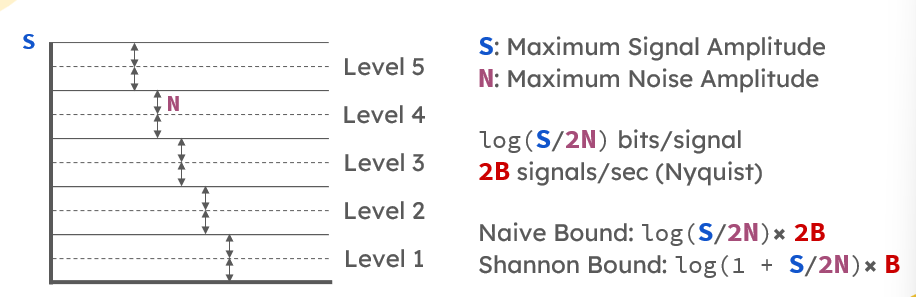 S
N
Level 5
Level 4
Level 3
Level 2
Level 1
S: Maximum Signal Amplitude
N: Maximum Noise Amplitude
log(S/2N) bits/signal
2B signals/sec (Nyquist)
Naive Bound: log(S/2N)× 2B
Shannon Bound: log(1 + S/2N)× B